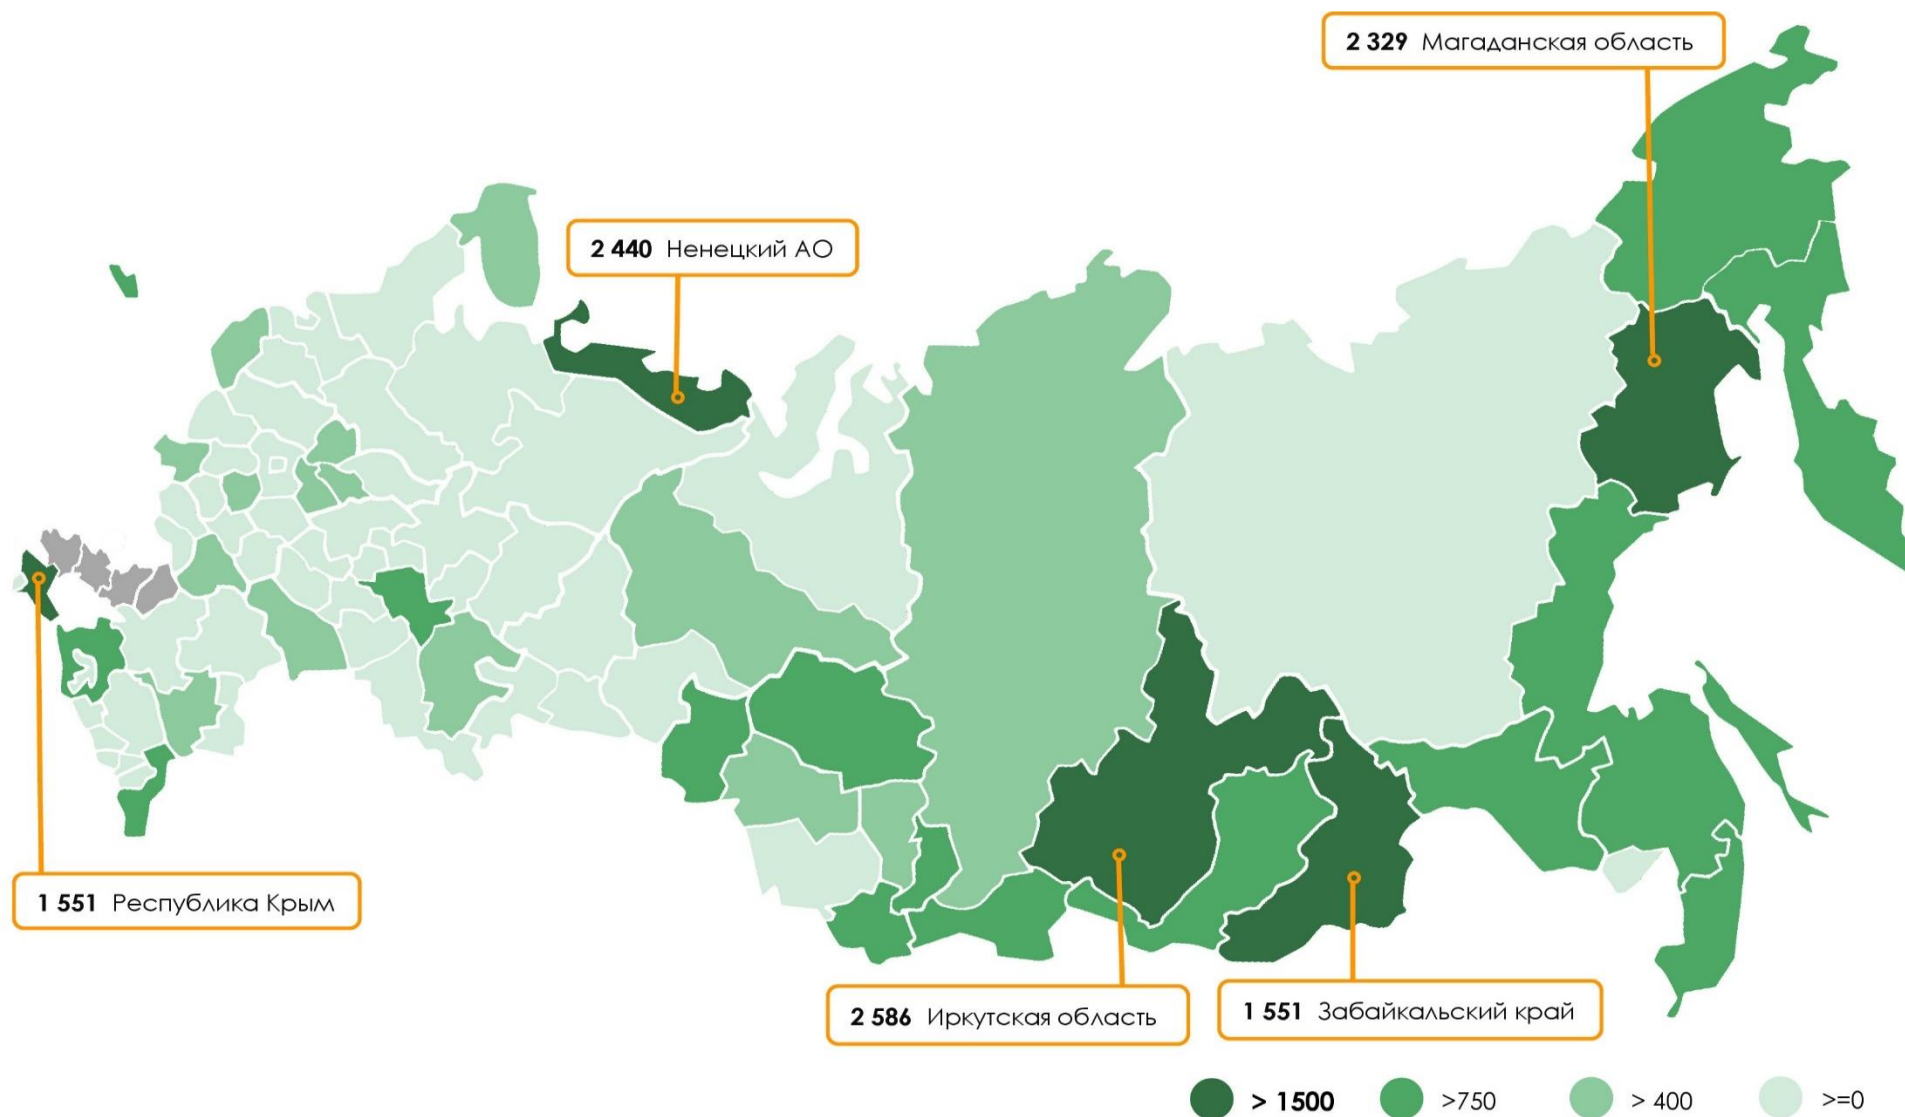 2 329 Магаданская область
2 440 Ненецкий АО
1 551 Республика Крым
2 586 Иркутская область
1 551 Забайкальский край
> 1500
>750
> 400
>=0